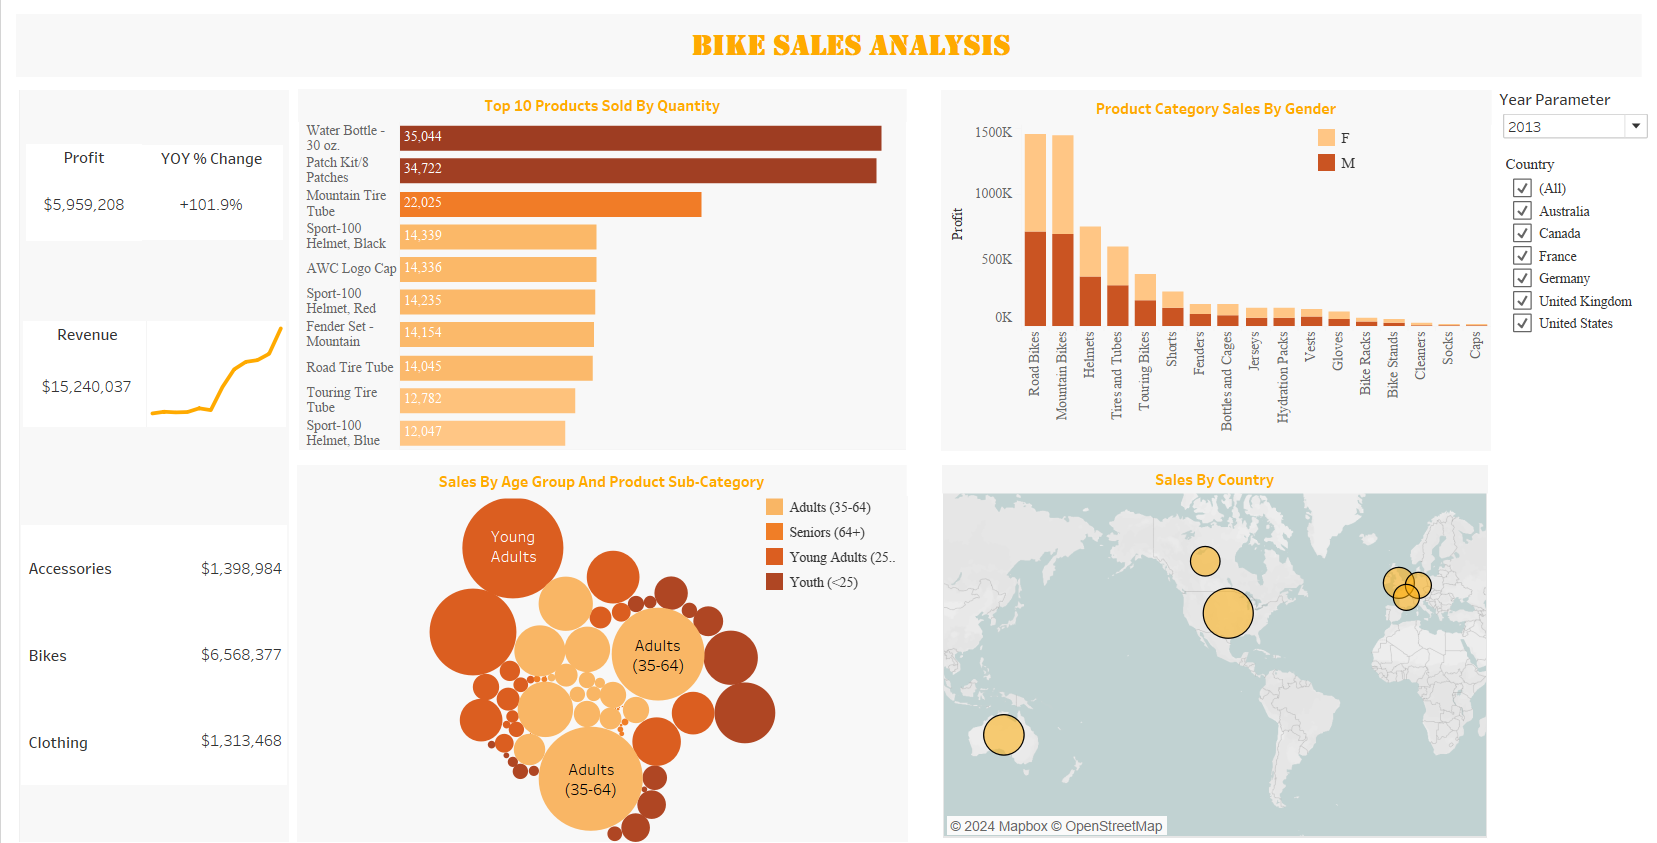 BIKE SALES ANALYSIS
Profit
YOY % Change
$5,959,208
+101.9%
Revenue
$15,240,037
Accessories
$1,398,984
Bikes
$6,568,377
Clothing
$1,313,468
Top 10 Products Sold By Quantity
Water Bottle -
30 oz.
35,044
Patch Kit/8
Patches
34,722
Mountain Tire
Tube
22,025
Sport-100
Helmet, Black
14,339
AWC Logo Cap
14,336
Sport-100
Helmet, Red
14,235
Fender Set -
Mountain
14,154
Road Tire Tube
14,045
Touring Tire
Tube
12,782
Sport-100
Helmet, Blue
12,047
Product Category Sales By Gender
F
M
Profit
1500K
1000K
500K
0K
Road Bikes
Mountain Bikes
Helmets
Tires and Tubes
Touring Bikes
Shorts
Fenders
Bottles and Cages
Jerseys
Hydration Packs
Vests
Gloves
Bike Racks
Bike Stands
Cleaners
Socks
Caps
Year Parameter
2013
Country
(All)
Australia
Canada
France
Germany
United Kingdom
United States
Sales By Age Group And Product Sub-Category
Adults (35-64)
Seniors (64+)
Young Adults (25..
Youth (<25)
Young
Adults
Adults
(35-64)
Adults
(35-64)
Sales By Country
© 2024 Mapbox © OpenStreetMap